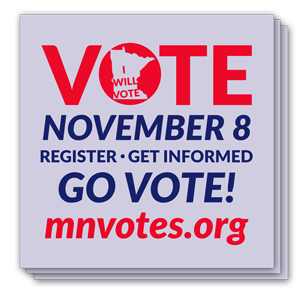 VOTE
I
WILL
VOTE
NOVEMBER 8
REGISTER • GET INFORMED
GO VOTE!
mnvotes.org